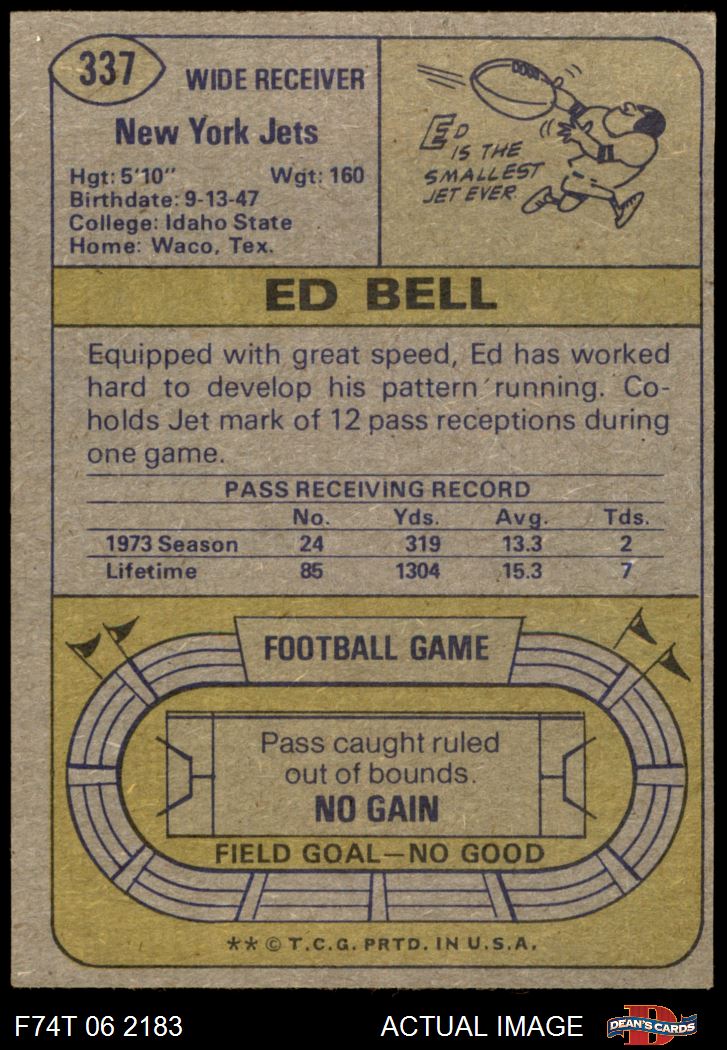 337
WIDE RECEIVER
New York Jets
Hgt: 5'10" Wgt: 160
Birthdate: 9-13-47
College: Idaho State
Home: Waco, Tex.
ED
IS THE
SMALLEST
JET EVER.
ED BELL
Equipped with great speed, Ed has worked
hard to develop his pattern running. Co-
holds Jet mark of 12 pass receptions during
one game.
PASS RECEIVING RECORD
No. Yds. Avg. Tds.
1973 Season 24 319 13.3 2
Lifetime 85 1304 15.3 7
FOOTBALL GAME
Pass caught ruled
out of bounds.
NO GAIN
FIELD GOAL—NO GOOD
** © T.C.G. PRTD. IN U.S.A.
F74T 06 2183 ACTUAL IMAGE
D
DEAN'S CARDS